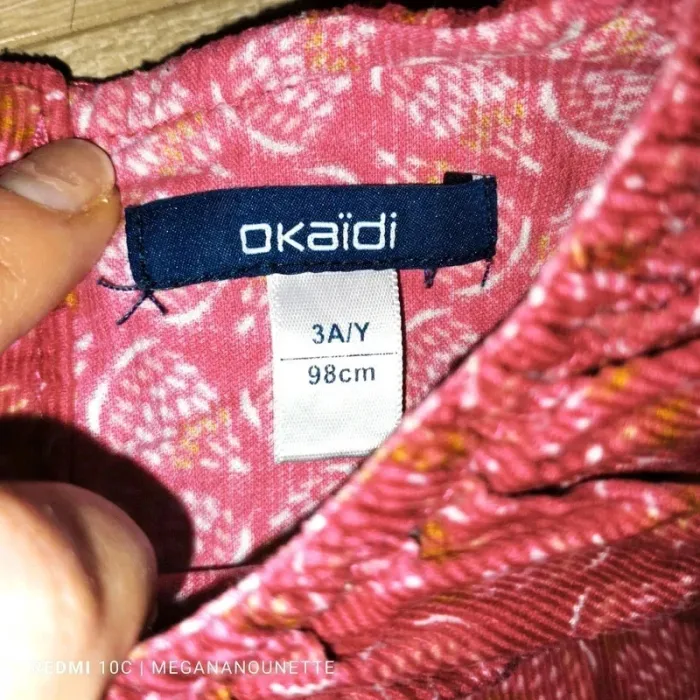 okaïdi
3A/Y
98cm
REDMI 10C | MEGANANOUNETTE